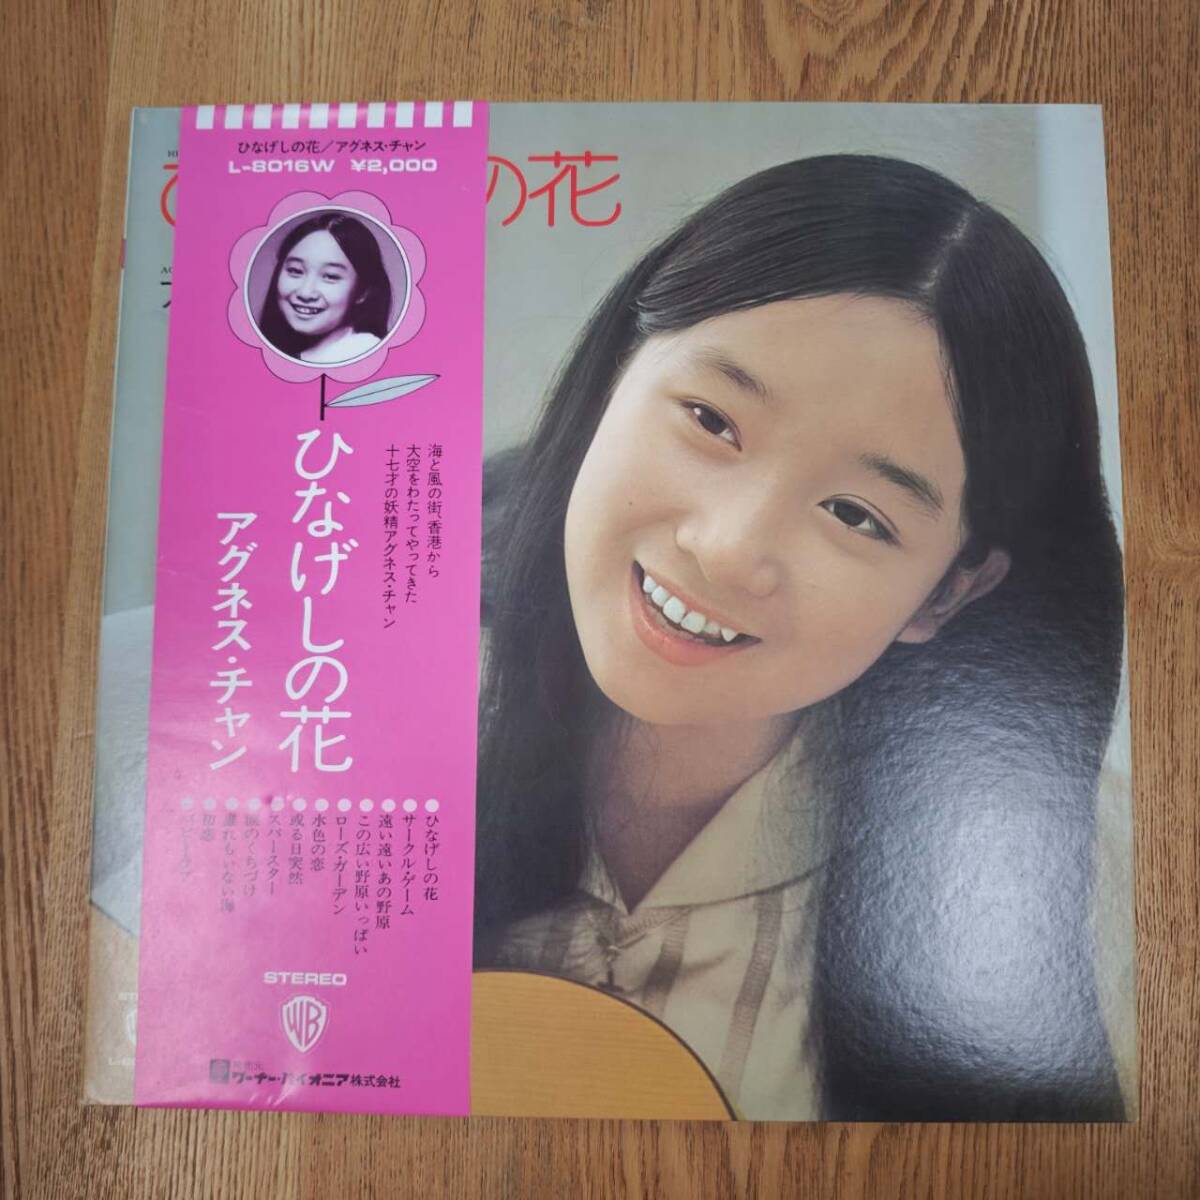 ひなげしの花／アグネス・チャン
L-8016W ¥2,000
の花
海と風の街、香港から
大空をわたってやってきた
十七才の妖精アグネス・チャン
ひなげしの花
アグネス・チャン
●ひなげしの花
●サークル・ゲーム
●遠い遠いあの野原
●この広い野原いっぱい
●ローズ・ガーデン
●水色の恋
●或る日突然
●スパースター
●涙のくちづけ
●誰れもいない海
●初恋
STEREO
WB
ワーナー・パイオニア株式会社